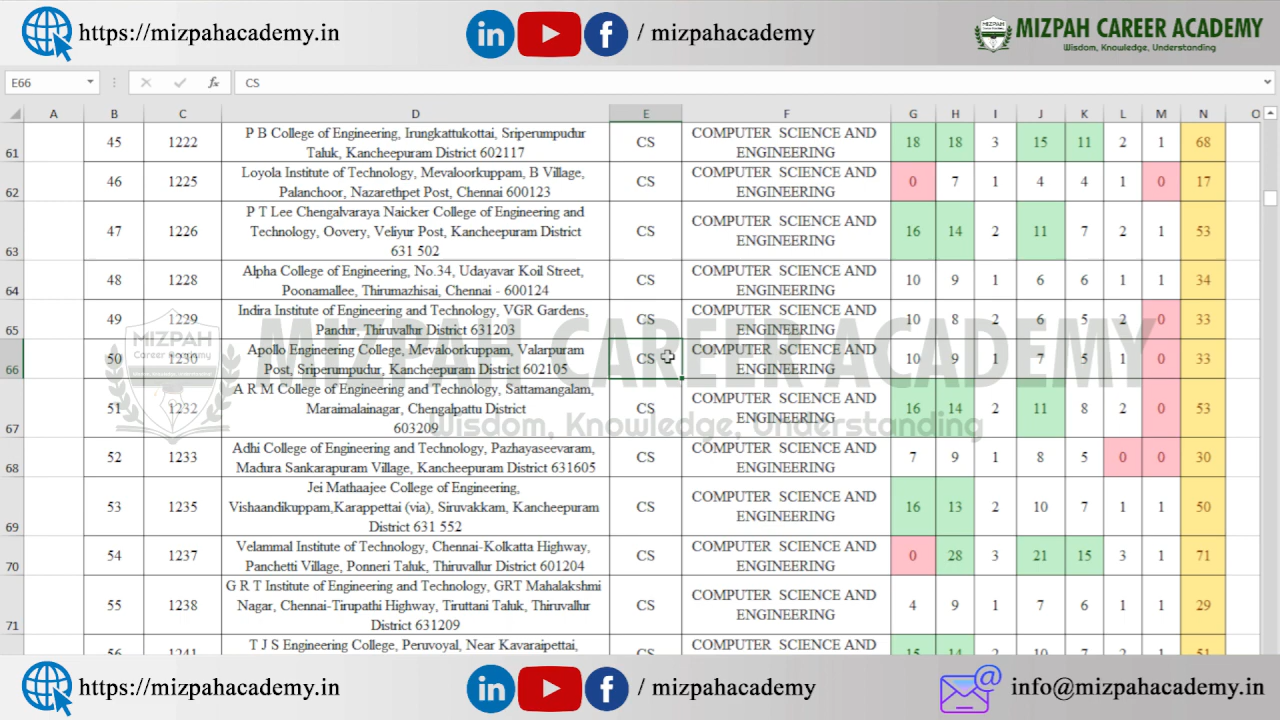 https://mizpahacademy.in
in
f
/ mizpahacademy
MIZPAH CAREER ACADEMY
Wisdom, Knowledge, Understanding
E66
fx
CS
A B C D E F G H I J K L M N O
61 45 1222 P B College of Engineering, Irungkattukottai, Sriperumpudur CS COMPUTER SCIENCE AND 18 18 3 15 11 2 1 68
Taluk, Kancheepuram District 602117 ENGINEERING
62 46 1225 Loyola Institute of Technology, Mevaloorkuppam, B Village, CS COMPUTER SCIENCE AND 0 7 1 4 4 1 0 17
Palanchoor, Nazarethpet Post, Chennai 600123 ENGINEERING
63 47 1226 P T Lee Chengalvaraya Naicker College of Engineering and CS COMPUTER SCIENCE AND 16 14 2 11 7 2 1 53
Technology, Oovery, Veliyur Post, Kancheepuram District ENGINEERING
631 502
64 48 1228 Alpha College of Engineering, No.34, Udayavar Koil Street, CS COMPUTER SCIENCE AND 10 9 1 6 6 1 1 34
Poonamallee, Thirumazhisai, Chennai - 600124 ENGINEERING
65 49 1229 Indira Institute of Engineering and Technology, VGR Gardens, CS COMPUTER SCIENCE AND 10 8 2 6 5 2 0 33
Pandur, Thiruvallur District 631203 ENGINEERING
66 50 1230 Apollo Engineering College, Mevaloorkuppam, Valarpuram CS COMPUTER SCIENCE AND 10 9 1 7 5 1 0 33
Post, Sriperumpudur, Kancheepuram District 602105 ENGINEERING
67 51 1232 A R M College of Engineering and Technology, Sattamangalam, CS COMPUTER SCIENCE AND 16 14 2 11 8 2 0 53
Maraimalainagar, Chengalpattu District ENGINEERING
603209
68 52 1233 Adhi College of Engineering and Technology, Pazhayaseevaram, CS COMPUTER SCIENCE AND 7 9 1 8 5 0 0 30
Madura Sankarapuram Village, Kancheepuram District 631605 ENGINEERING
69 53 1235 Jei Mathaajee College of Engineering, CS COMPUTER SCIENCE AND 16 13 2 10 7 1 1 50
Vishaandikuppam,Karappettai (via), Siruvakkam, Kancheepuram ENGINEERING
District 631 552
70 54 1237 Velammal Institute of Technology, Chennai-Kolkatta Highway, CS COMPUTER SCIENCE AND 0 28 3 21 15 3 1 71
Panchetti Village, Ponneri Taluk, Thiruvallur District 601204 ENGINEERING
71 55 1238 G R T Institute of Engineering and Technology, GRT Mahalakshmi CS COMPUTER SCIENCE AND 4 9 1 7 6 1 1 29
Nagar, Chennai-Tirupathi Highway, Tiruttani Taluk, Thiruvallur ENGINEERING
District 631209
56 1241 T J S Engineering College, Peruvoyal, Near Kavaraipettai, CS COMPUTER SCIENCE AND 15 14 2 10 7 2 1 51
MIZPAH
Career Academy
MIZPAH CAREER ACADEMY
Wisdom, Knowledge, Understanding
https://mizpahacademy.in
in
f
/ mizpahacademy
@
info@mizpahacademy.in